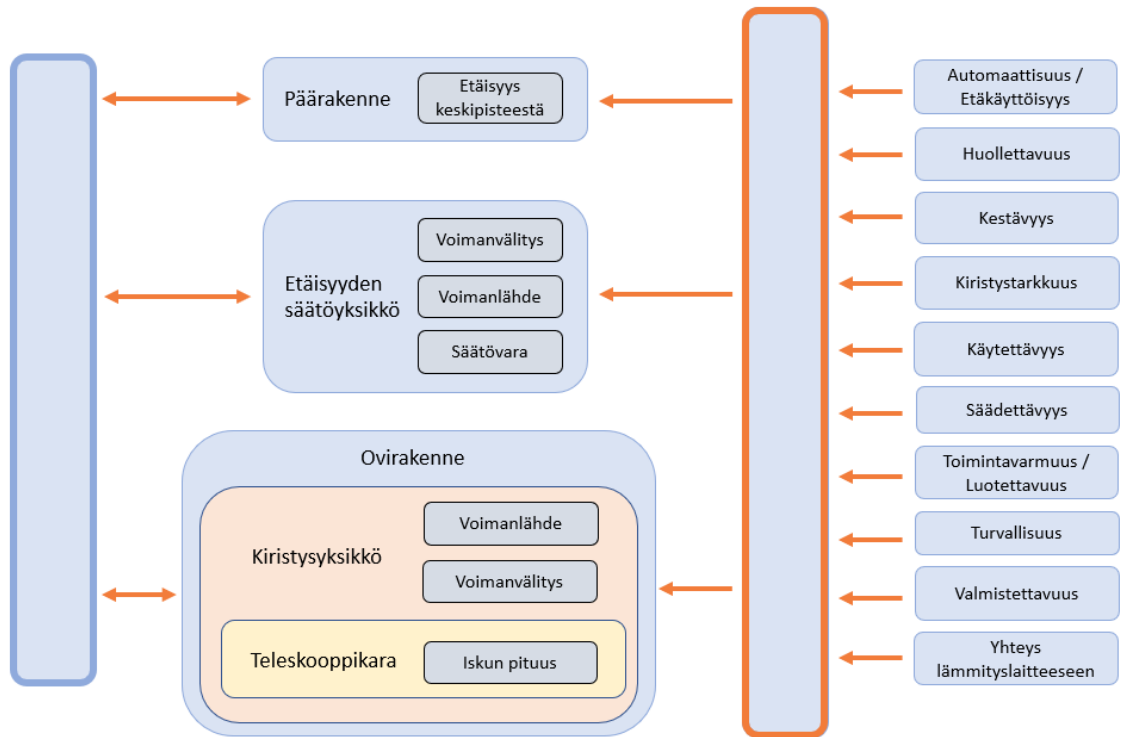 Päärakenne
Etäisyys
keskipisteestä
Etäisyyden
säätöyksikkö
Voimanvälitys
Voimanlähde
Säätövara
Ovirakenne
Kiristysyksikkö
Voimanlähde
Voimanvälitys
Teleskooppikara
Iskun pituus
Automaattisuus /
Etäkäyttöisyys
Huollettavuus
Kestävyys
Kiristystarkkuus
Käytettävyys
Säädettävyys
Toimintavarmuus /
Luotettavuus
Turvallisuus
Valmistettavuus
Yhteys
lämmityslaitteeseen